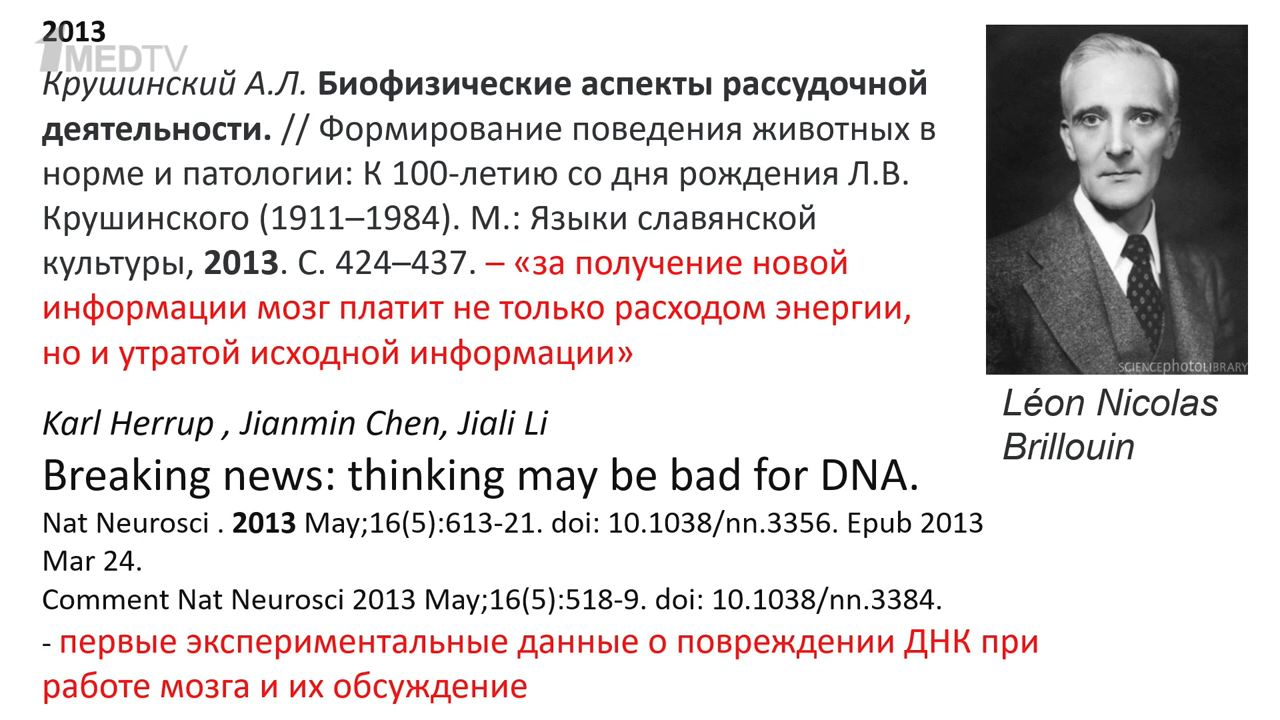 2013
1MEDTV
Крушинский А.Л. Биофизические аспекты рассудочной
деятельности. // Формирование поведения животных в
норме и патологии: К 100-летию со дня рождения Л.В.
Крушинского (1911–1984). М.: Языки славянской
культуры, 2013. С. 424–437. – «за получение новой
информации мозг платит не только расходом энергии,
но и утратой исходной информации»
SCIENCEphotoLIBRARY
Léon Nicolas
Brillouin
Karl Herrup , Jianmin Chen, Jiali Li
Breaking news: thinking may be bad for DNA.
Nat Neurosci . 2013 May;16(5):613-21. doi: 10.1038/nn.3356. Epub 2013
Mar 24.
Comment Nat Neurosci 2013 May;16(5):518-9. doi: 10.1038/nn.3384.
- первые экспериментальные данные о повреждении ДНК при
работе мозга и их обсуждение